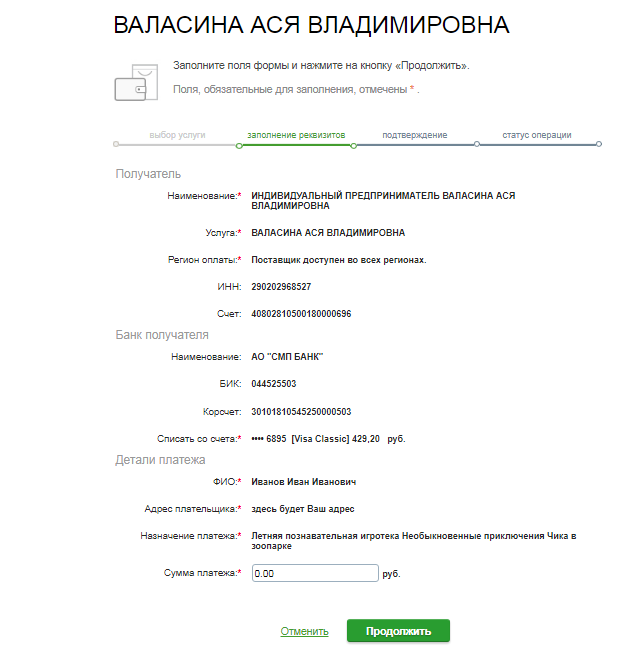 ВАЛАСИНА АСЯ ВЛАДИМИРОВНА
Заполните поля формы и нажмите на кнопку «Продолжить».
Поля, обязательные для заполнения, отмечены * .
выбор услуги заполнение реквизитов подтверждение статус операции
Получатель
Наименование:* ИНДИВИДУАЛЬНЫЙ ПРЕДПРИНИМАТЕЛЬ ВАЛАСИНА АСЯ
ВЛАДИМИРОВНА
Услуга:* ВАЛАСИНА АСЯ ВЛАДИМИРОВНА
Регион оплаты:* Поставщик доступен во всех регионах.
ИНН: 290202968527
Счет: 40802810500180000696
Банк получателя
Наименование: АО "СМП БАНК"
БИК: 044525503
Корсчет: 30101810545250000503
Списать со счета:* •••• 6895 [Visa Classic] 429,20 руб.
Детали платежа
ФИО:* Иванов Иван Иванович
Адрес плательщика:* здесь будет Ваш адрес
Назначение платежа:* Летняя познавательная игротека Необыкновенные приключения Чика в
зоопарке
Сумма платежа:* 0.00 руб.
Отменить Продолжить